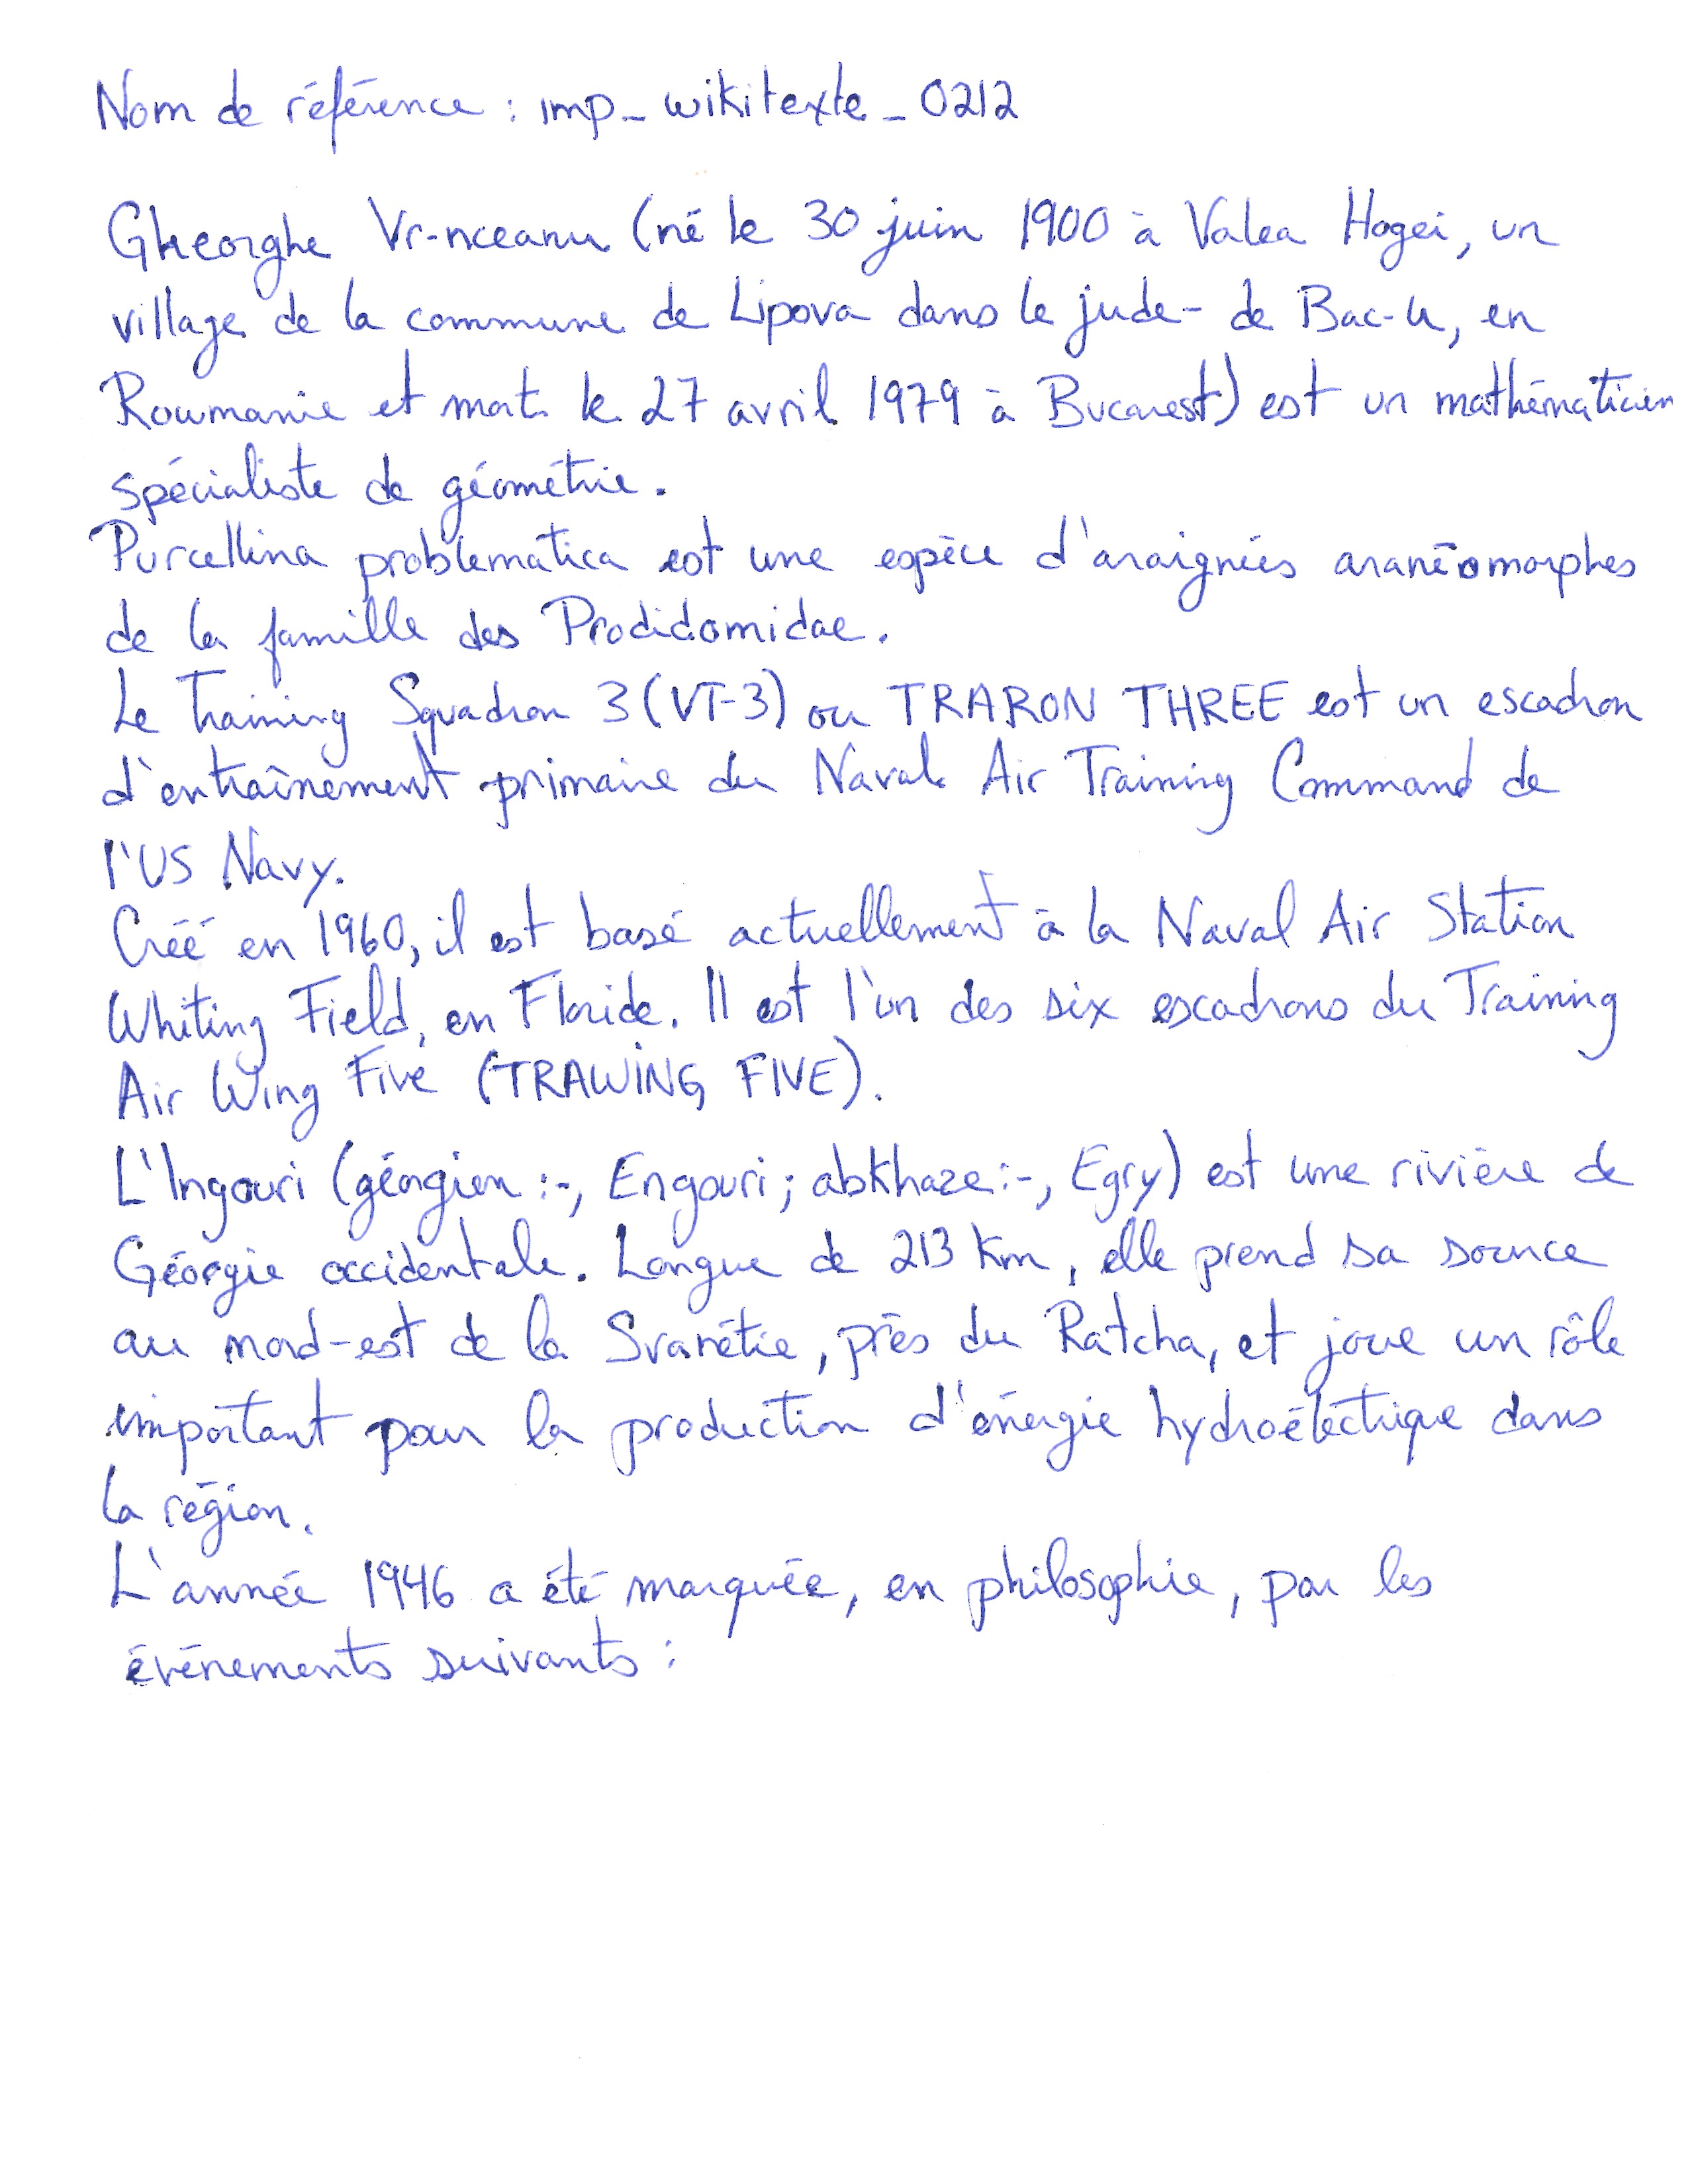 Nom de référence : imp_wikitexte_0212
Gheorghe Vr-nceanu (né le 30 juin 1900 à Valea Hogei, un
village de la commune de Lipova dans le jude- de Bac-u, en
Roumanie et mort le 27 avril 1979 à Bucarest) est un mathématicien
spécialiste de géométrie.
Purcellina problematica est une espèce d'araignées aranéomorphes
de la famille des Prodidomidae.
Le Training Squadron 3 (VT-3) ou TRARON THREE est un escadron
d'entraînement primaire du Naval Air Training Command de
l'US Navy.
Créé en 1960, il est basé actuellement à la Naval Air Station
Whiting Field, en Floride. Il est l'un des six escadrons du Training
Air Wing Five (TRAWING FIVE).
L'Ingouri (géorgien :-, Engouri ; abkhaze :-, Egry) est une rivière de
Géorgie occidentale. Longue de 213 km, elle prend sa source
au nord-est de la Svanétie, près du Ratcha, et joue un rôle
important pour la production d'énergie hydroélectrique dans
la région.
L'année 1946 a été marquée, en philosophie, par les
événements suivants :